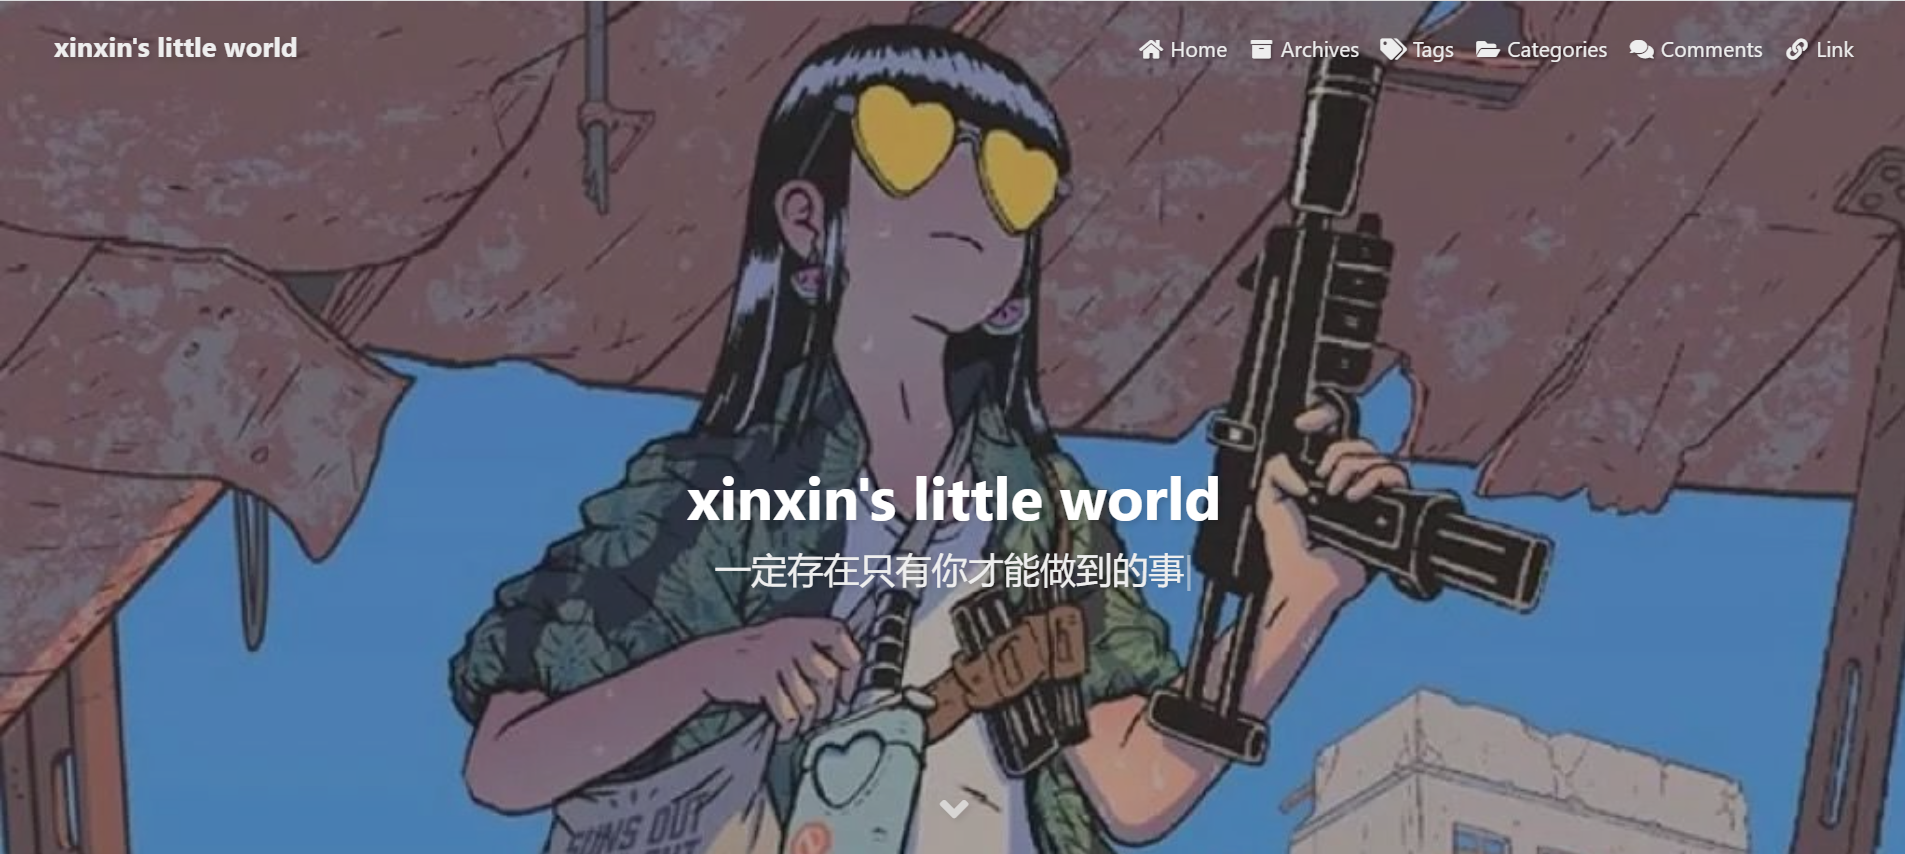 xinxin's little world
Home Archives Tags Categories Comments Link
xinxin's little world
一定存在只有你才能做到的事|
SUNS OUT